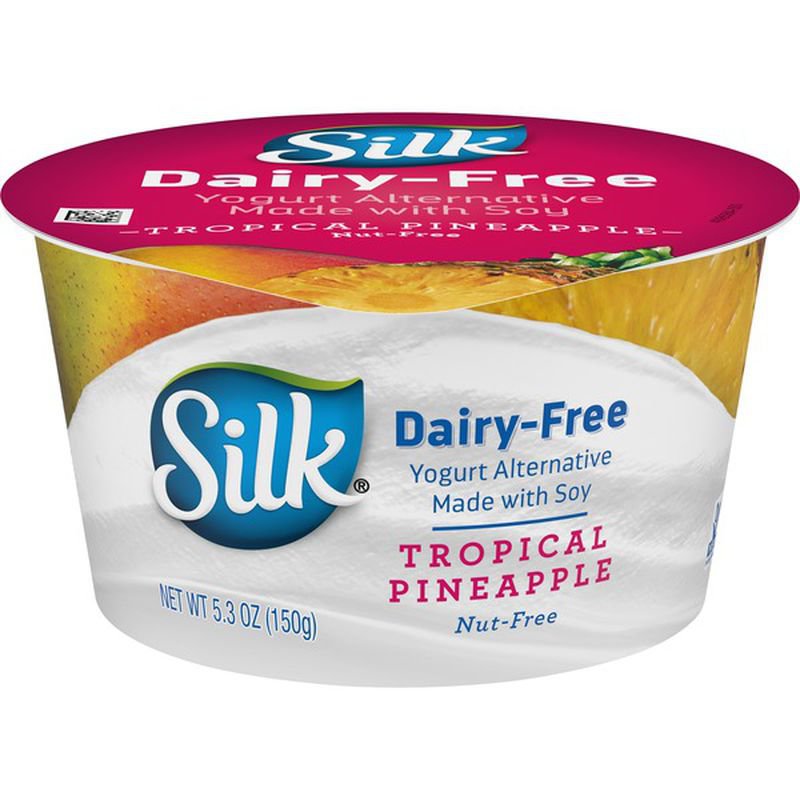 Silk
Dairy-Free
Yogurt Alternative
Made with Soy
TROPICAL PINEAPPLE
Nut-Free
Silk®
Dairy-Free
Yogurt Alternative
Made with Soy
TROPICAL
PINEAPPLE
Nut-Free
NET WT 5.3 OZ (150g)